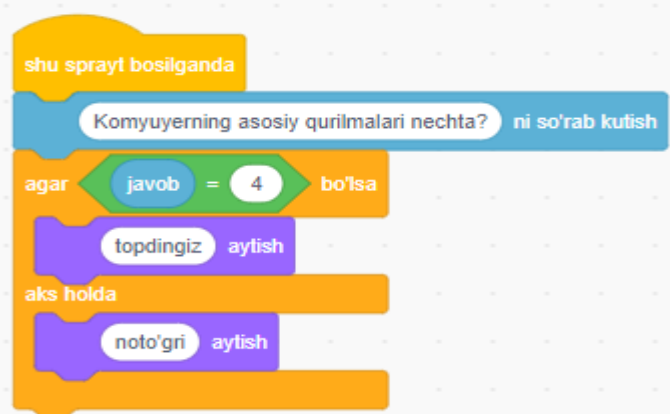 shu sprayt bosilganda
Komyuyerning asosiy qurilmalari nechta? ni so'rab kutish
agar javob = 4 bo'lsa
topdingiz aytish
aks holda
noto'gri aytish